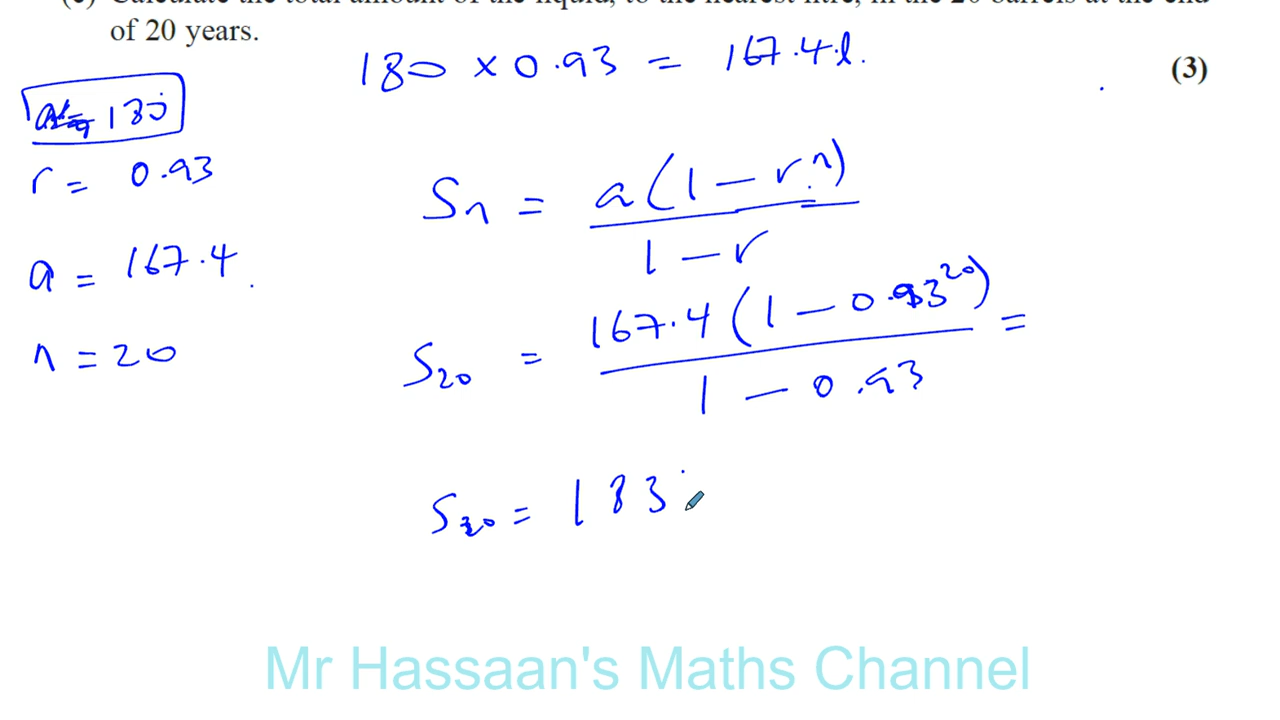 of 20 years.
180 × 0.93 = 167.4 l.
(3)
180
r = 0.93
Sn = a(1 - r^n) / 1 - r
a = 167.4
S20 = 167.4(1 - 0.93^20) / 1 - 0.93 =
n = 20
S20 = 183
Mr Hassaan's Maths Channel